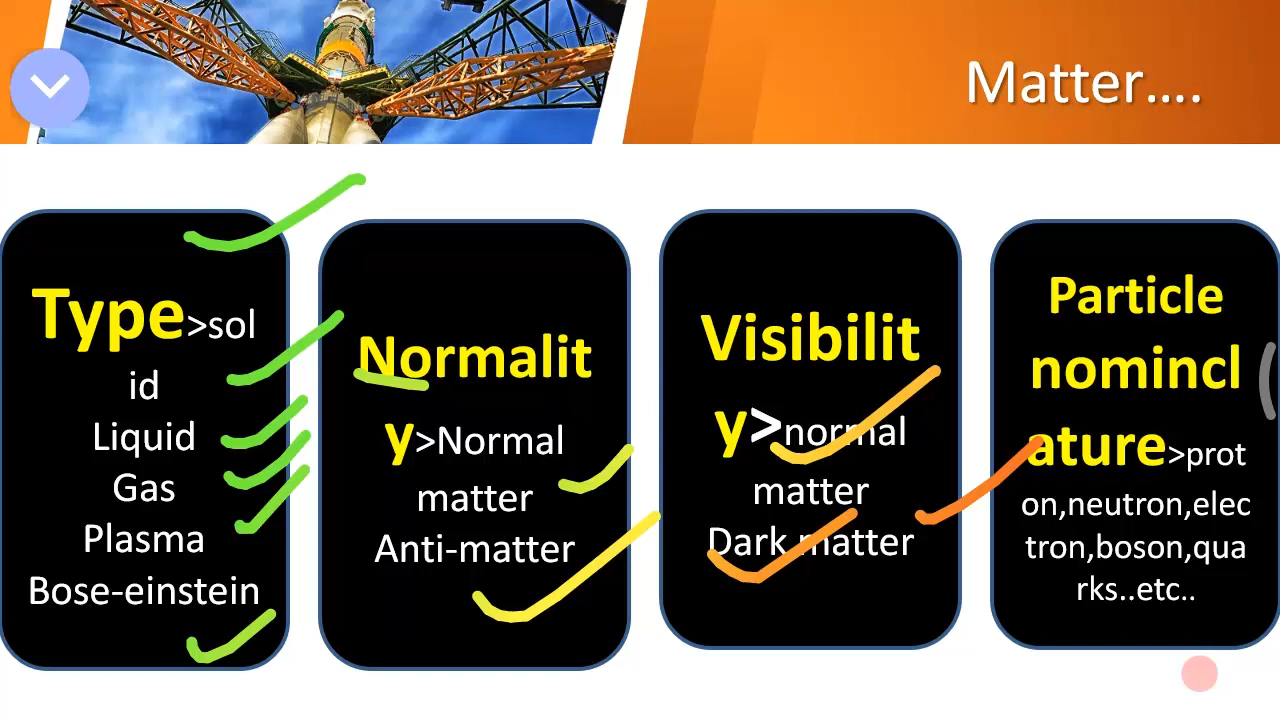 Matter....
Type>sol
id
Liquid
Gas
Plasma
Bose-einstein
Normalit
y>Normal
matter
Anti-matter
Visibilit
y>normal
matter
Dark matter
Particle
nomincl
ature>prot
on,neutron,elec
tron,boson,qua
rks..etc..